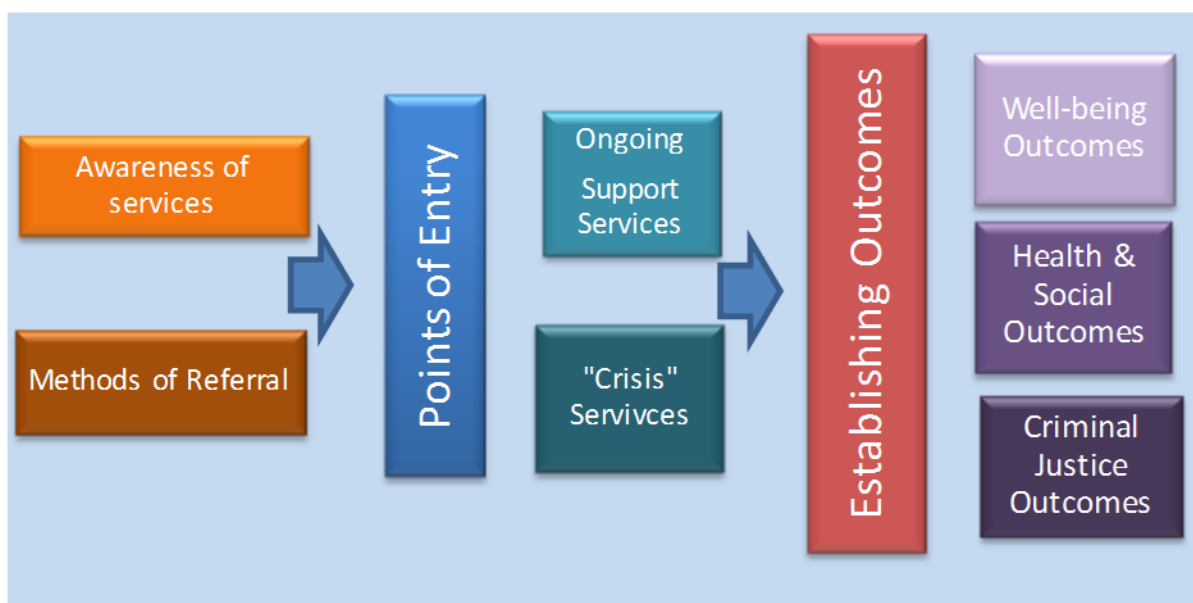 Awareness of
services
Methods of Referral
Points of Entry
Ongoing
Support
Services
"Crisis"
Servivces
Establishing Outcomes
Well-being
Outcomes
Health &
Social
Outcomes
Criminal
Justice
Outcomes